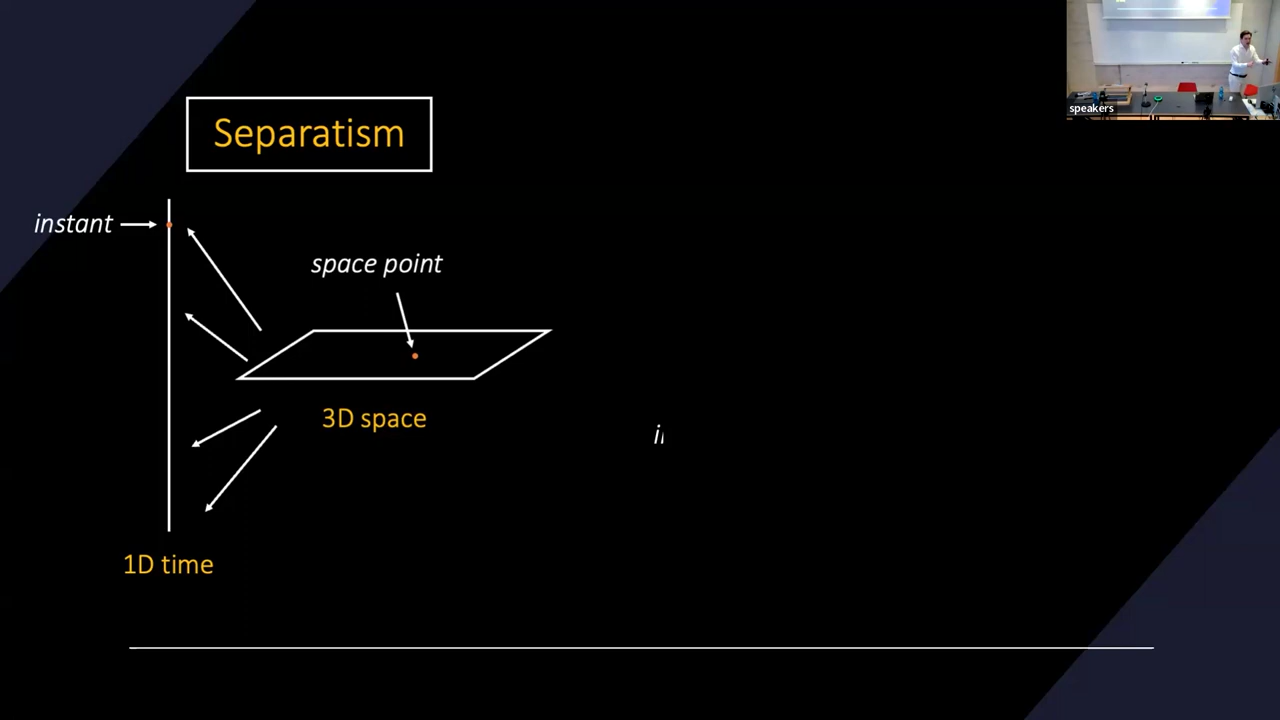 speakers
Separatism
instant
space point
3D space
1D time